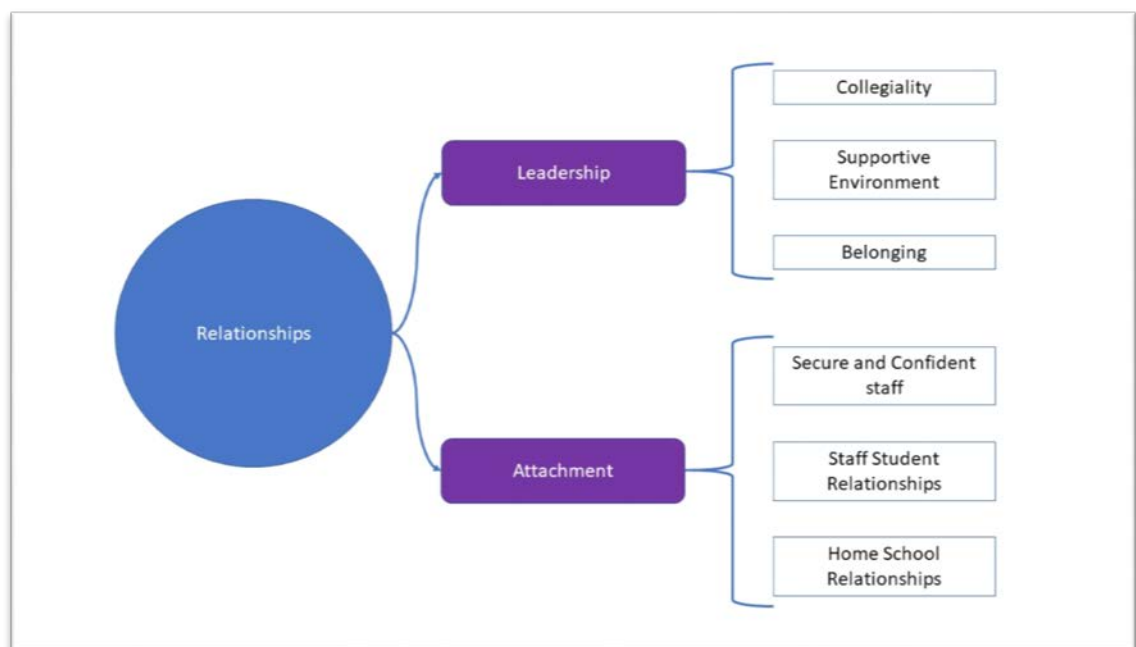 Relationships
Leadership
Collegiality
Supportive
Environment
Belonging
Attachment
Secure and Confident
staff
Staff Student
Relationships
Home School
Relationships